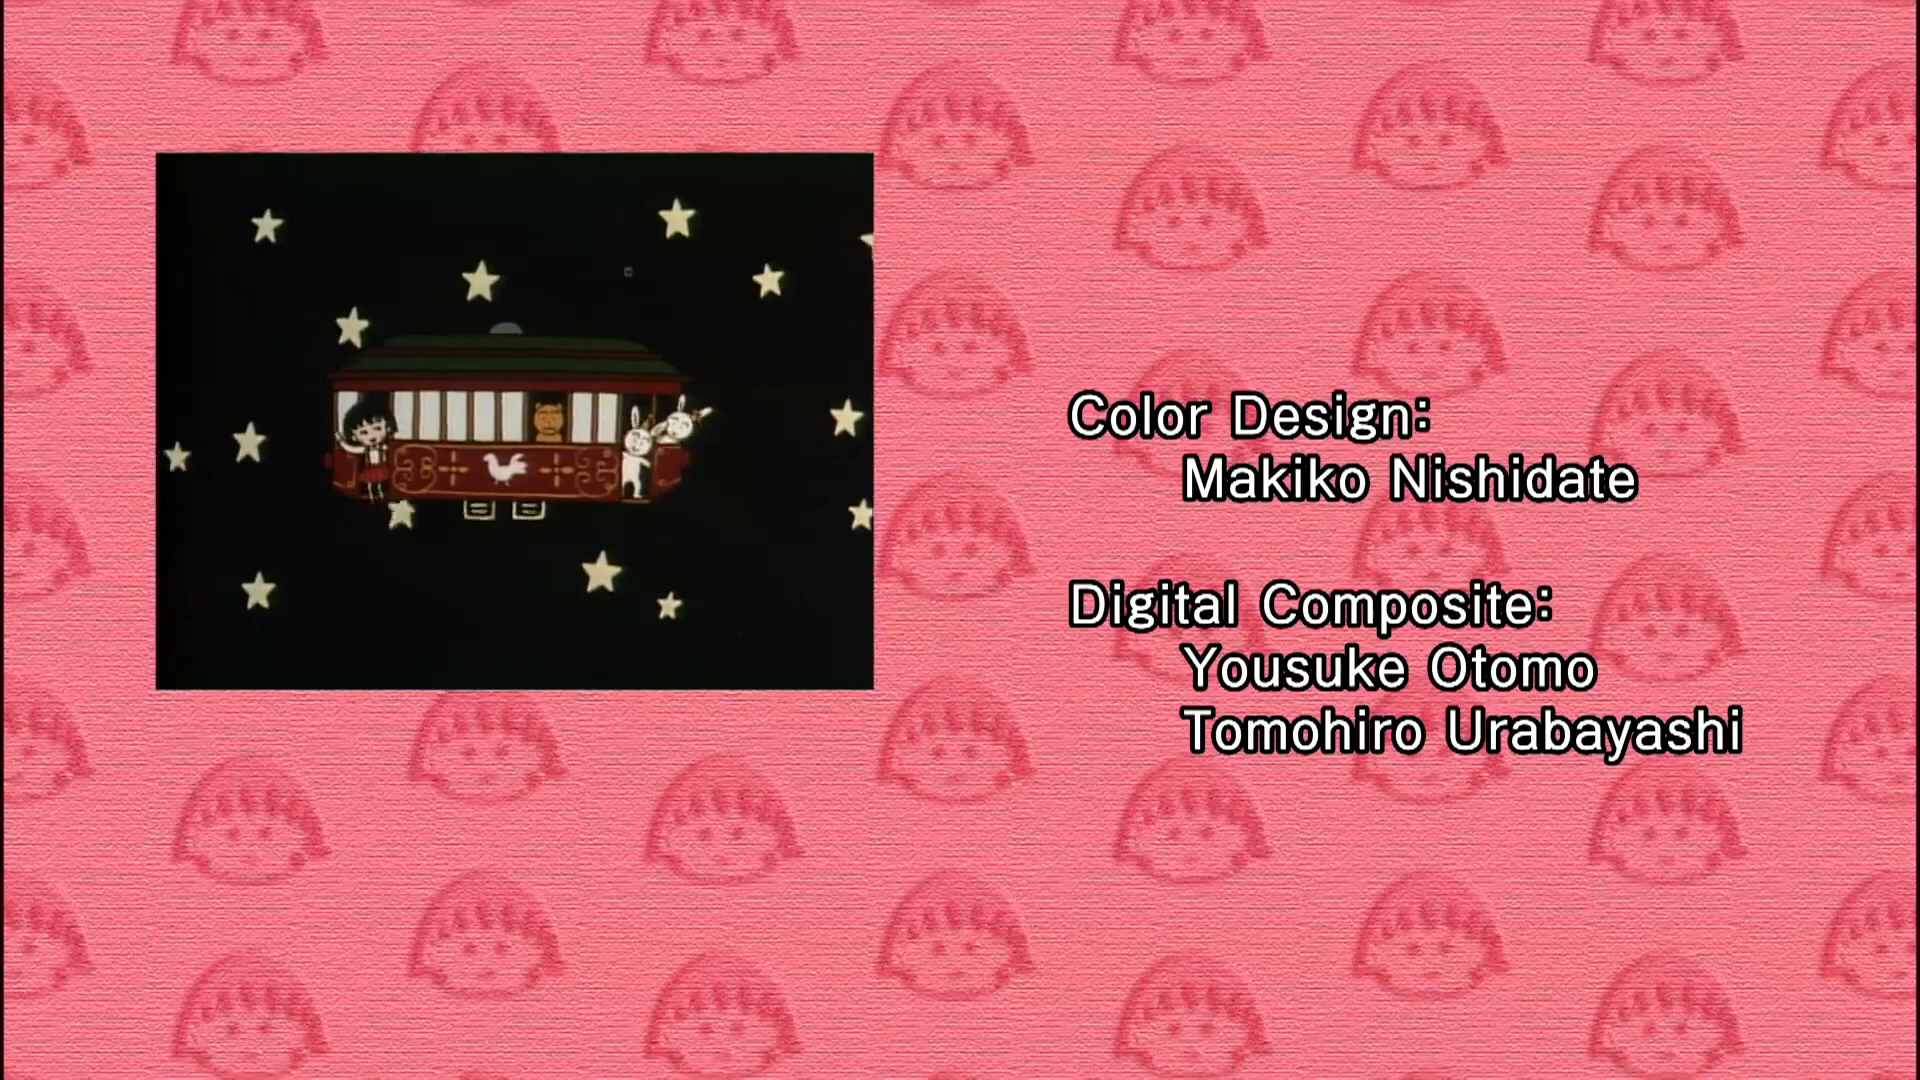 Color Design:
Makiko Nishidate
Digital Composite:
Yousuke Otomo
Tomohiro Urabayashi